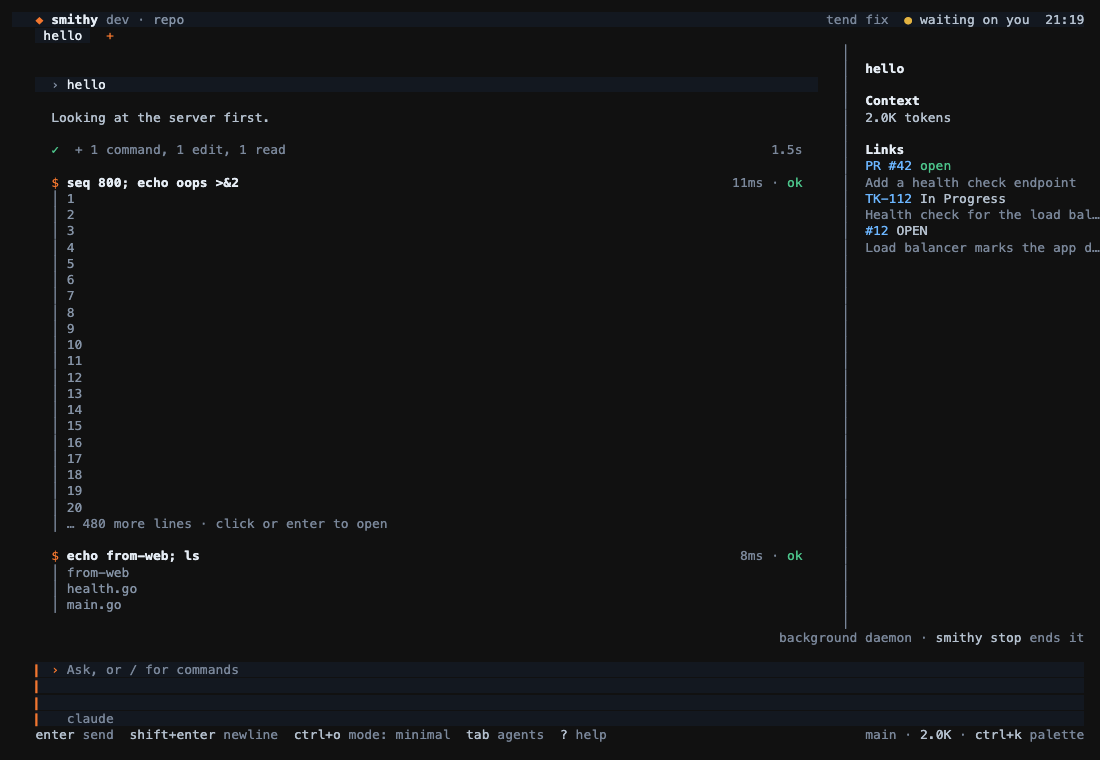 ◆ smithy dev · repo tend fix ● waiting on you 21:19
hello +
› hello
Looking at the server first.
✓ + 1 command, 1 edit, 1 read 1.5s
$ seq 800; echo oops >&2 11ms · ok
1
2
3
4
5
6
7
8
9
10
11
12
13
14
15
16
17
18
19
20
… 480 more lines · click or enter to open
$ echo from-web; ls 8ms · ok
from-web
health.go
main.go
hello
Context
2.0K tokens
Links
PR #42 open
Add a health check endpoint
TK-112 In Progress
Health check for the load bal…
#12 OPEN
Load balancer marks the app d…
background daemon · smithy stop ends it
› Ask, or / for commands
claude
enter send shift+enter newline ctrl+o mode: minimal tab agents ? help main · 2.0K · ctrl+k palette